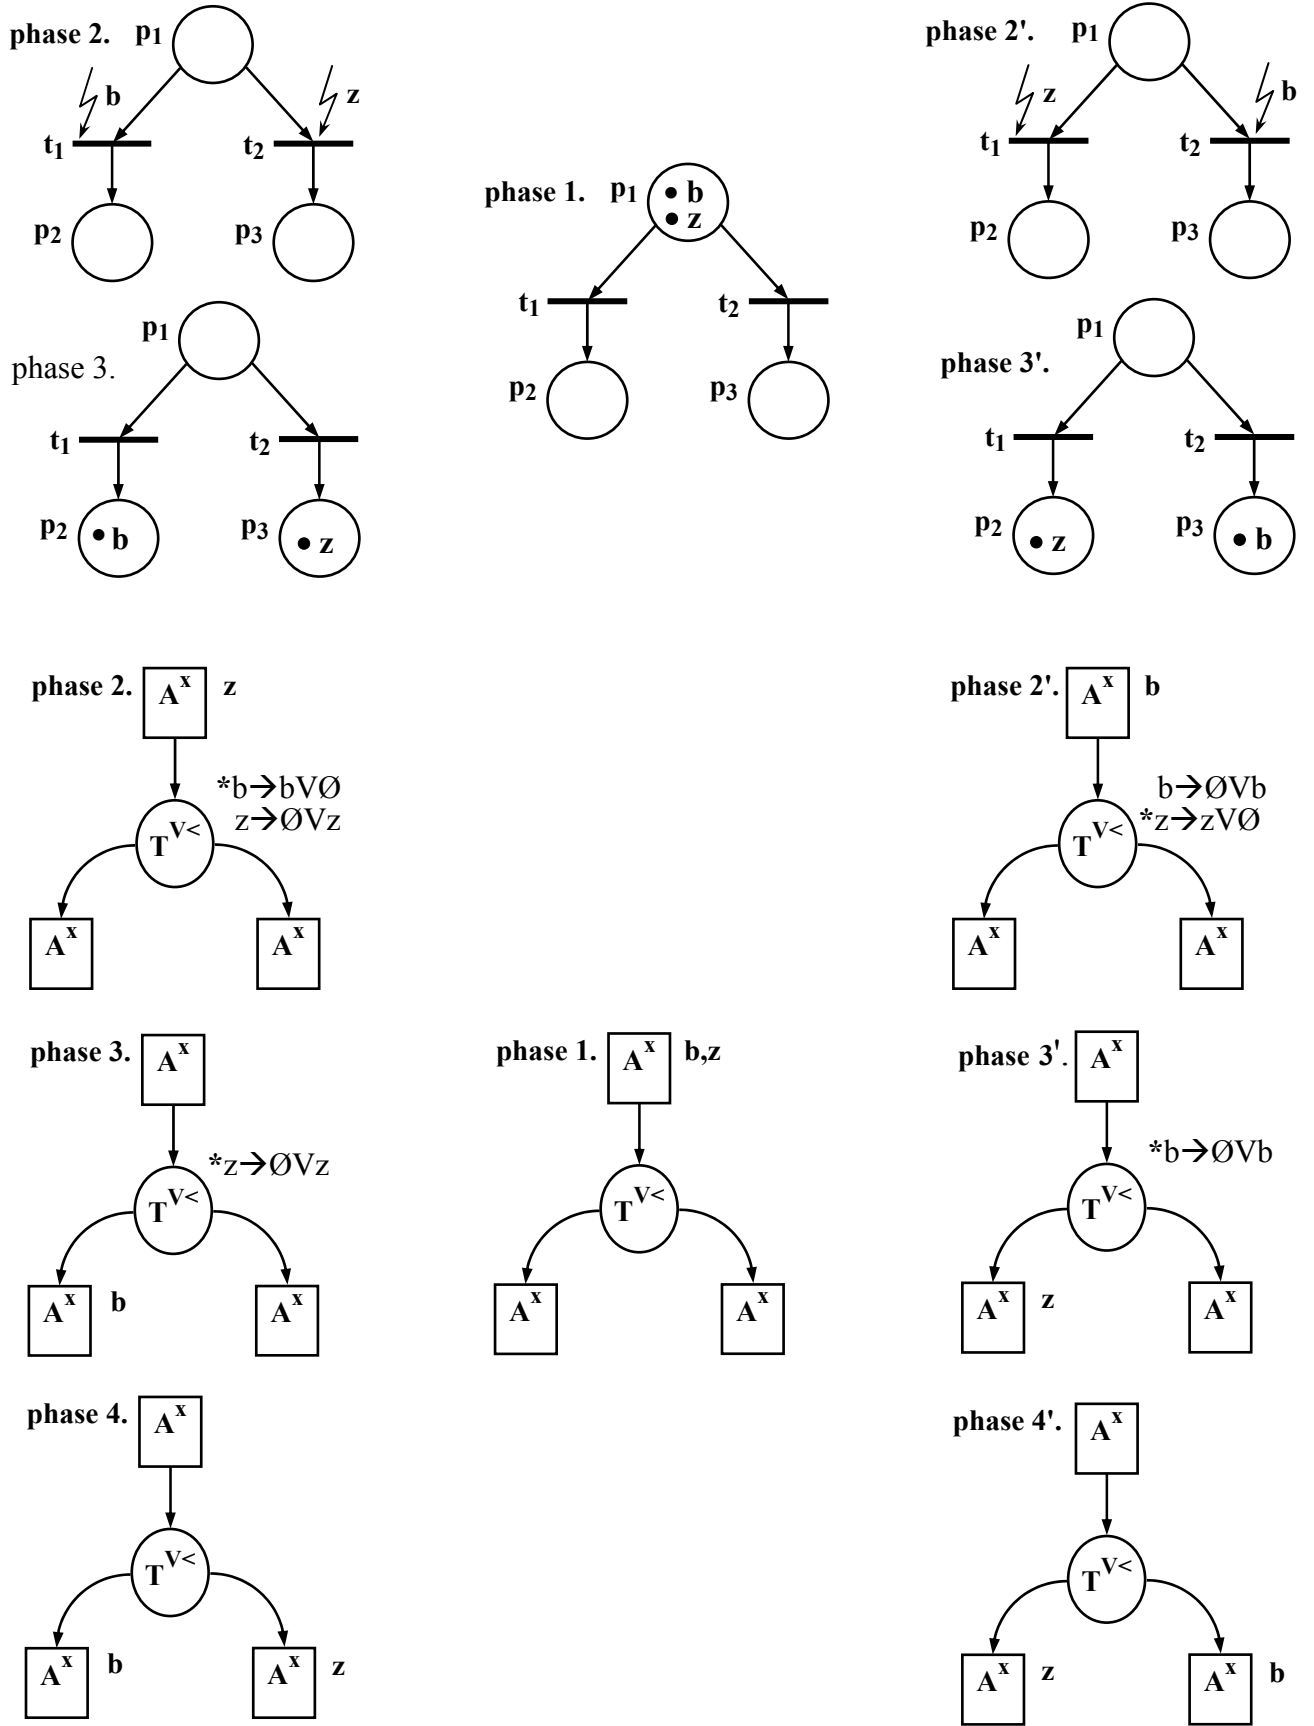 phase 2. p1
b z
t1 t2
p2 p3
phase 1. p1 b
z
t1 t2
p2 p3
phase 2'. p1
z b
t1 t2
p2 p3
phase 3. p1
t1 t2
p2 b p3 z
phase 3'. p1
t1 t2
p2 z p3 b
phase 2. A^x z
*b→bVØ
z→ØVz
T^V<
A^x A^x
phase 2'. A^x b
b→ØVb
*z→zVØ
T^V<
A^x A^x
phase 3. A^x
*z→ØVz
T^V<
A^x b A^x
phase 1. A^x b,z
T^V<
A^x A^x
phase 3'. A^x
*b→ØVb
T^V<
A^x z A^x
phase 4. A^x
T^V<
A^x b A^x z
phase 4'. A^x
T^V<
A^x z A^x b